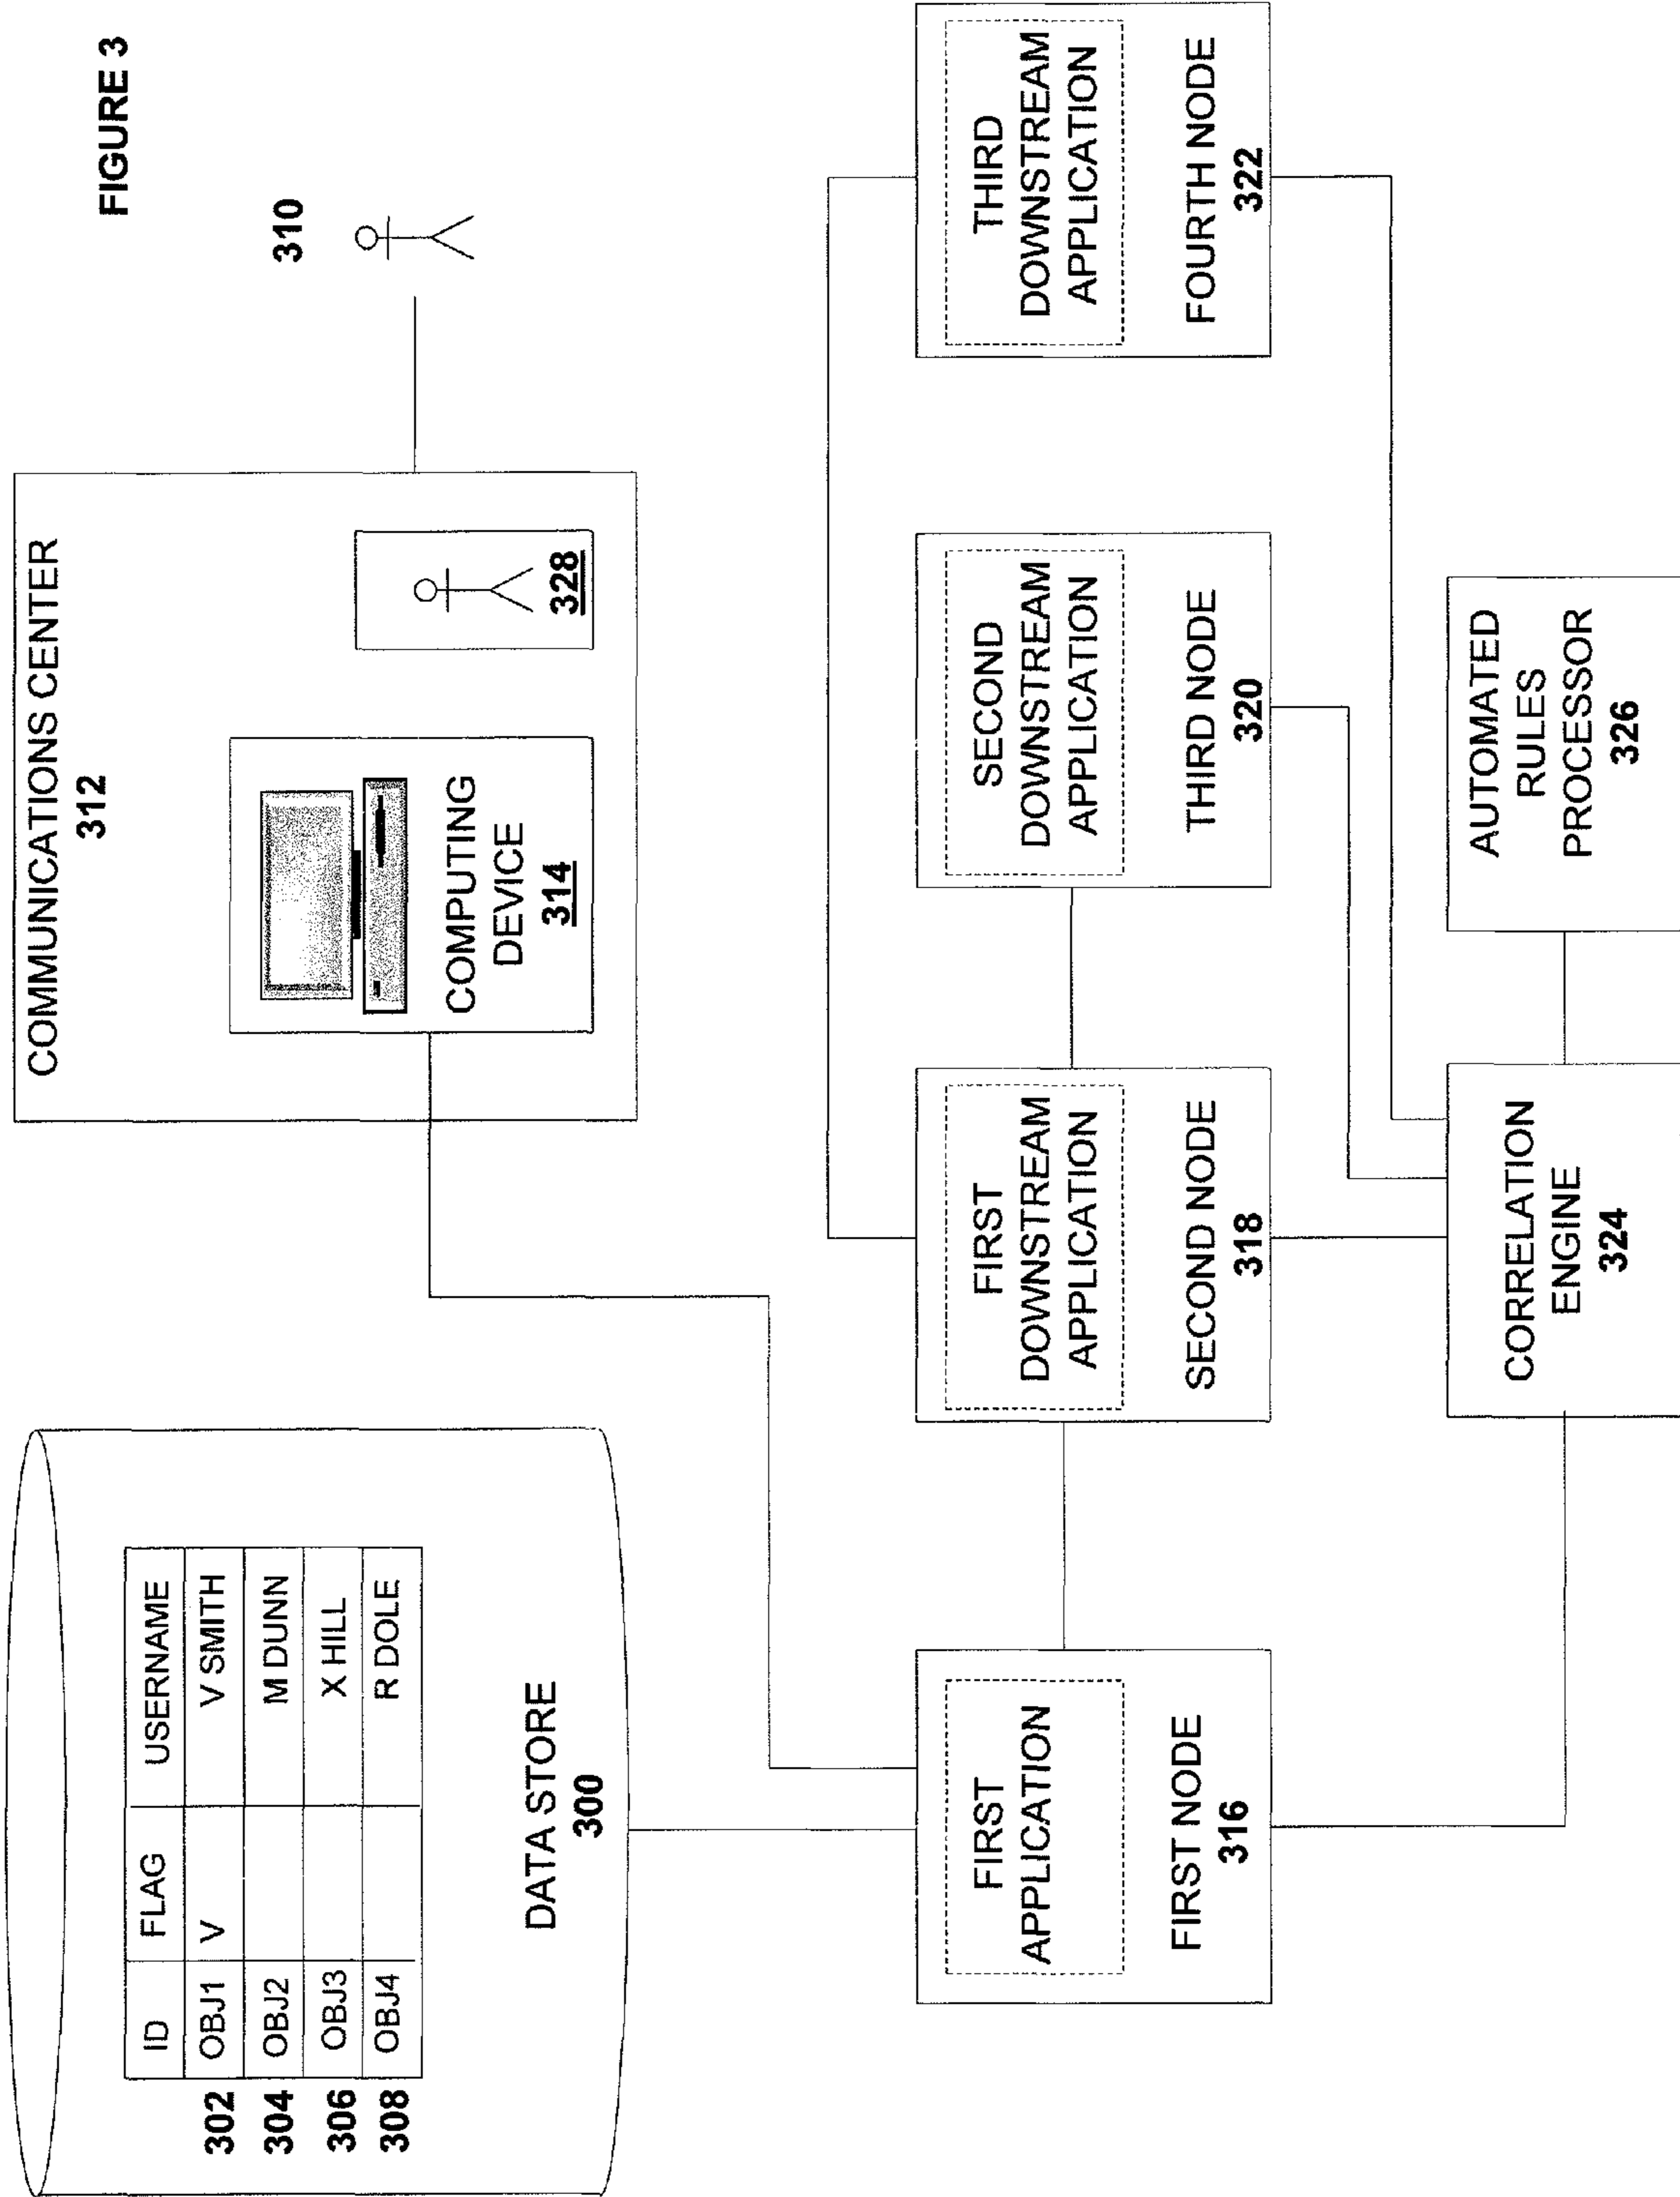 FIGURE 3
ID FLAG USERNAME
302 OBJ1 V V SMITH
304 OBJ2 M DUNN
306 OBJ3 X HILL
308 OBJ4 R DOLE
DATA STORE
300
COMMUNICATIONS CENTER
312
COMPUTING
DEVICE
314
328
310
FIRST
APPLICATION
FIRST NODE
316
FIRST
DOWNSTREAM
APPLICATION
SECOND NODE
318
SECOND
DOWNSTREAM
APPLICATION
THIRD NODE
320
THIRD
DOWNSTREAM
APPLICATION
FOURTH NODE
322
CORRELATION
ENGINE
324
AUTOMATED
RULES
PROCESSOR
326